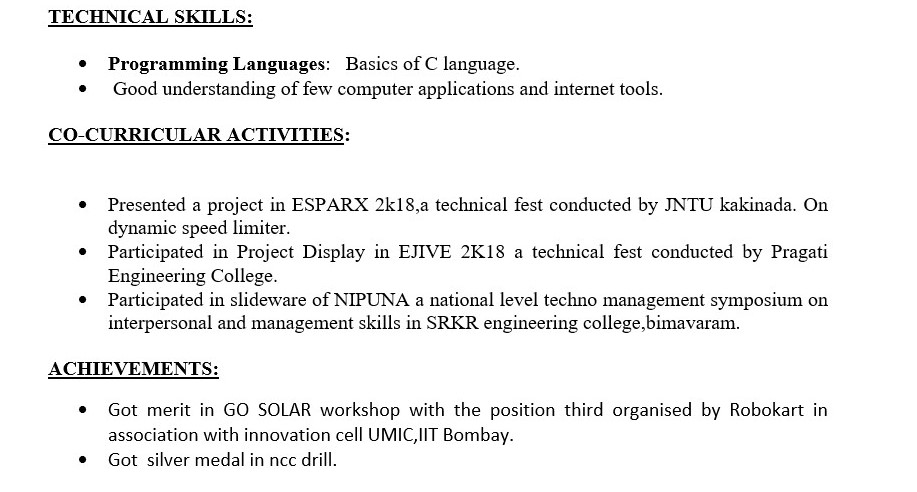 TECHNICAL SKILLS:
• Programming Languages: Basics of C language.
• Good understanding of few computer applications and internet tools.
CO-CURRICULAR ACTIVITIES:
• Presented a project in ESPARX 2k18,a technical fest conducted by JNTU kakinada. On
dynamic speed limiter.
• Participated in Project Display in EJIVE 2K18 a technical fest conducted by Pragati
Engineering College.
• Participated in slideware of NIPUNA a national level techno management symposium on
interpersonal and management skills in SRKR engineering college,bimavaram.
ACHIEVEMENTS:
• Got merit in GO SOLAR workshop with the position third organised by Robokart in
association with innovation cell UMIC,IIT Bombay.
• Got silver medal in ncc drill.